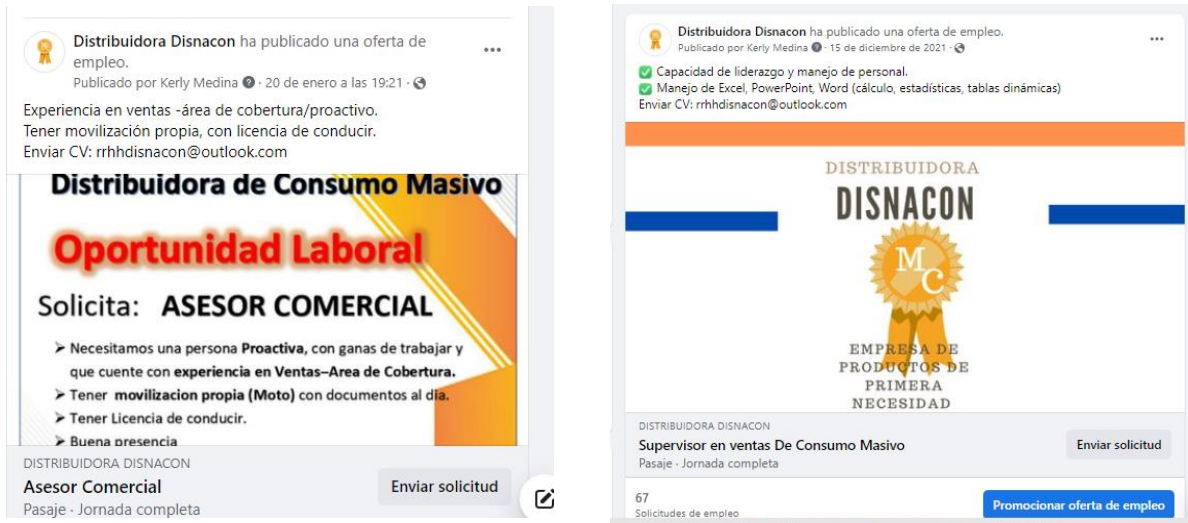 Distribuidora Disnacon ha publicado una oferta de
empleo.
Publicado por Kerly Medina · 20 de enero a las 19:21 ·
Experiencia en ventas -área de cobertura/proactivo.
Tener movilización propia, con licencia de conducir.
Enviar CV: rrhhdisnacon@outlook.com
Distribuidora de Consumo Masivo
Oportunidad Laboral
Solicita: ASESOR COMERCIAL
➢ Necesitamos una persona Proactiva, con ganas de trabajar y
que cuente con experiencia en Ventas–Area de Cobertura.
➢ Tener movilizacion propia (Moto) con documentos al día.
➢ Tener Licencia de conducir.
➢ Buena presencia
DISTRIBUIDORA DISNACON
Asesor Comercial
Pasaje · Jornada completa
Enviar solicitud
Distribuidora Disnacon ha publicado una oferta de empleo.
Publicado por Kerly Medina · 15 de diciembre de 2021 ·
✅ Capacidad de liderazgo y manejo de personal.
✅ Manejo de Excel, PowerPoint, Word (cálculo, estadísticas, tablas dinámicas)
Enviar CV: rrhhdisnacon@outlook.com
DISTRIBUIDORA
DISNACON
MC
EMPRESA DE
PRODUCTOS DE
PRIMERA
NECESIDAD
DISTRIBUIDORA DISNACON
Supervisor en ventas De Consumo Masivo
Pasaje · Jornada completa
Enviar solicitud
67
Solicitudes de empleo
Promocionar oferta de empleo